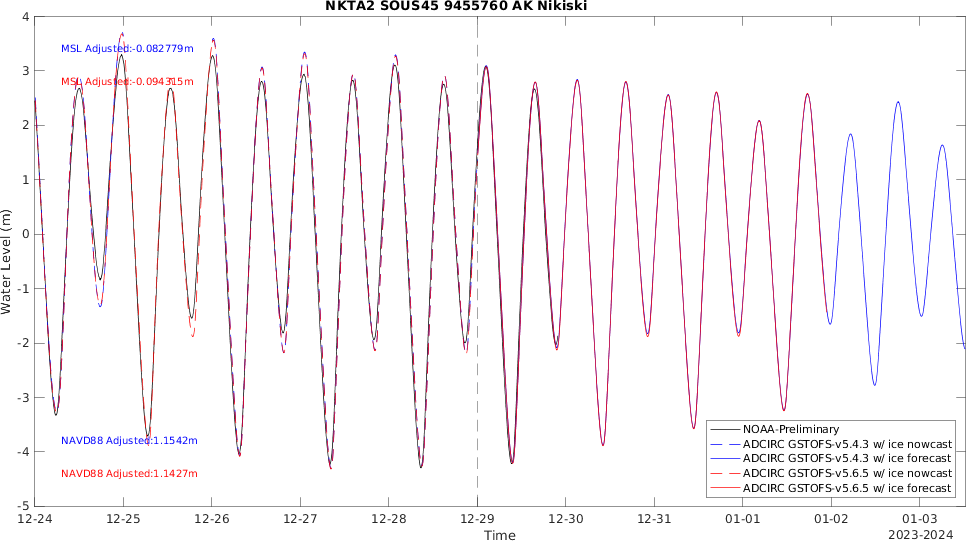 NKTA2 SOUS45 9455760 AK Nikiski
4
3
2
1
0
-1
-2
-3
-4
-5
Water Level (m)
MSL Adjusted:-0.082779m
MSL Adjusted:-0.094315m
NAVD88 Adjusted:1.1542m
NAVD88 Adjusted:1.1427m
NOAA-Preliminary
ADCIRC GSTOFS-v5.4.3 w/ ice nowcast
ADCIRC GSTOFS-v5.4.3 w/ ice forecast
ADCIRC GSTOFS-v5.6.5 w/ ice nowcast
ADCIRC GSTOFS-v5.6.5 w/ ice forecast
12-24 12-25 12-26 12-27 12-28 12-29 12-30 12-31 01-01 01-02 01-03
Time
2023-2024